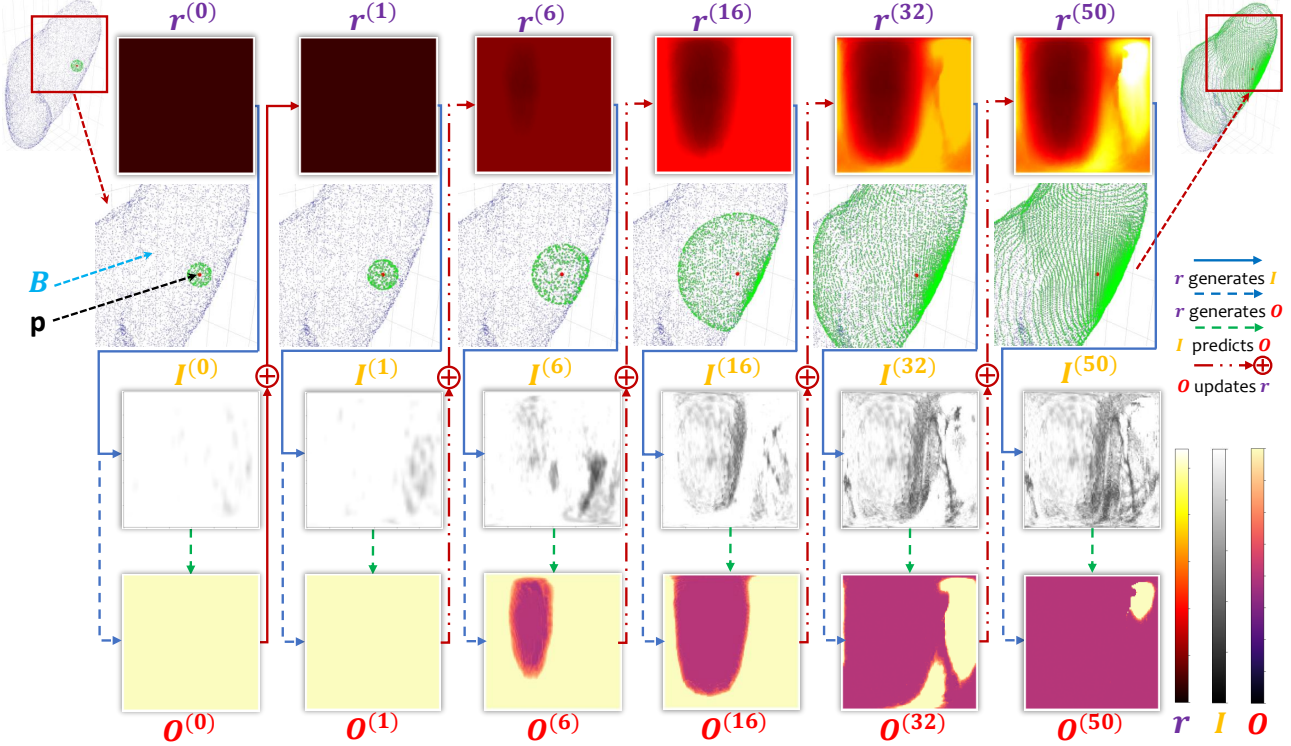 r^(0) r^(1) r^(6) r^(16) r^(32) r^(50)
B
p
r generates I
r generates O
I predicts O
O updates r
I^(0) I^(1) I^(6) I^(16) I^(32) I^(50)
O^(0) O^(1) O^(6) O^(16) O^(32) O^(50)
r I O